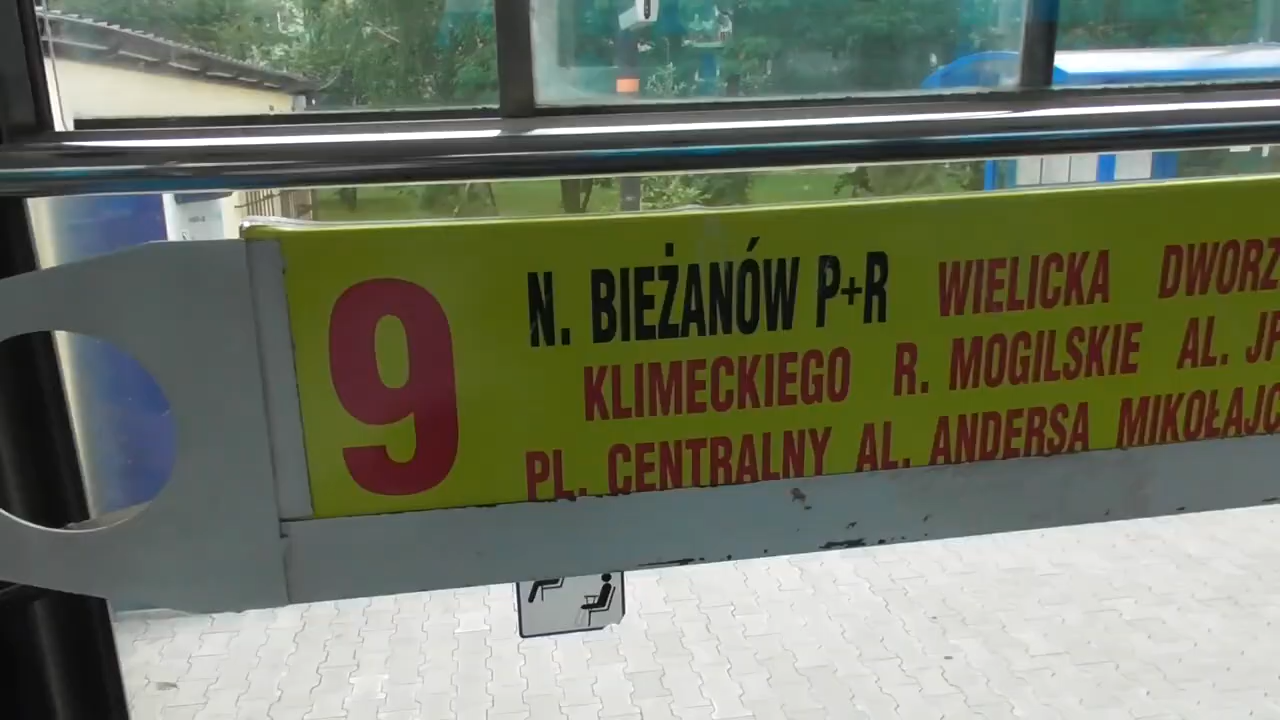 9
N. BIEŻANÓW P+R WIELICKA
KLIMECKIEGO R. MOGILSKIE AL.
PL. CENTRALNY AL. ANDERSA